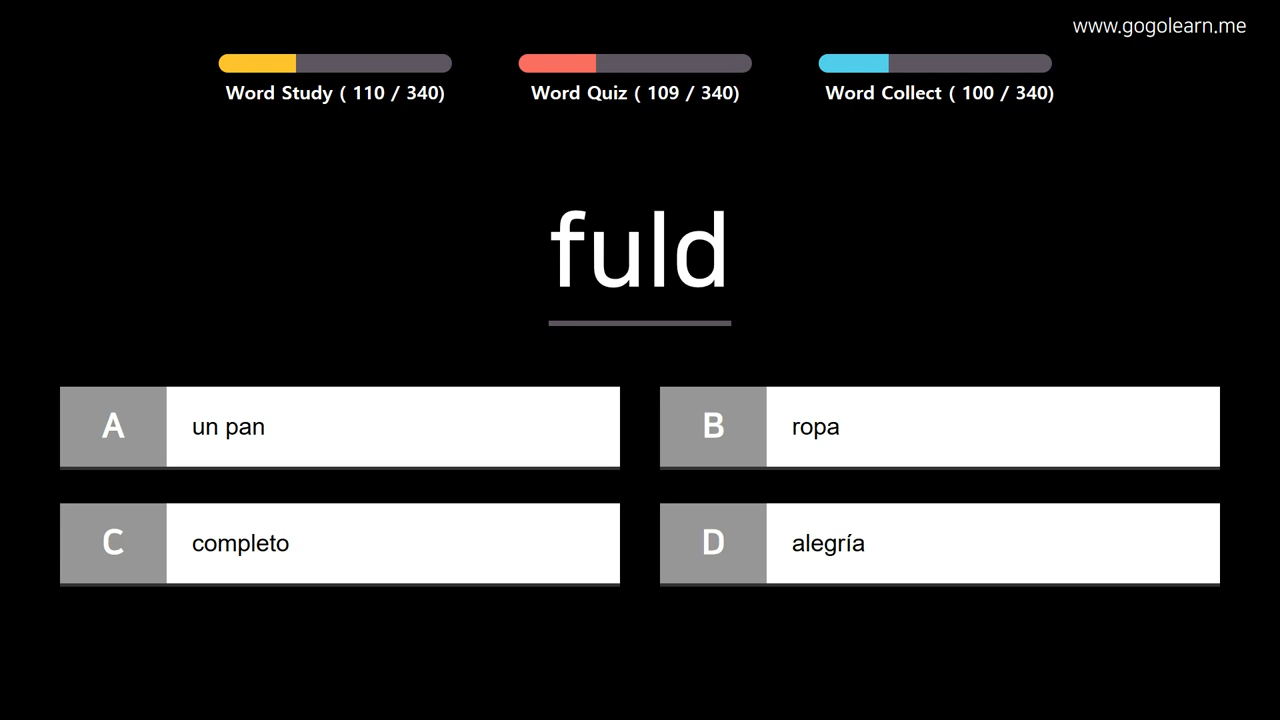 www.gogolearn.me
Word Study ( 110 / 340)
Word Quiz ( 109 / 340)
Word Collect ( 100 / 340)
fuld
A
un pan
B
ropa
C
completo
D
alegría